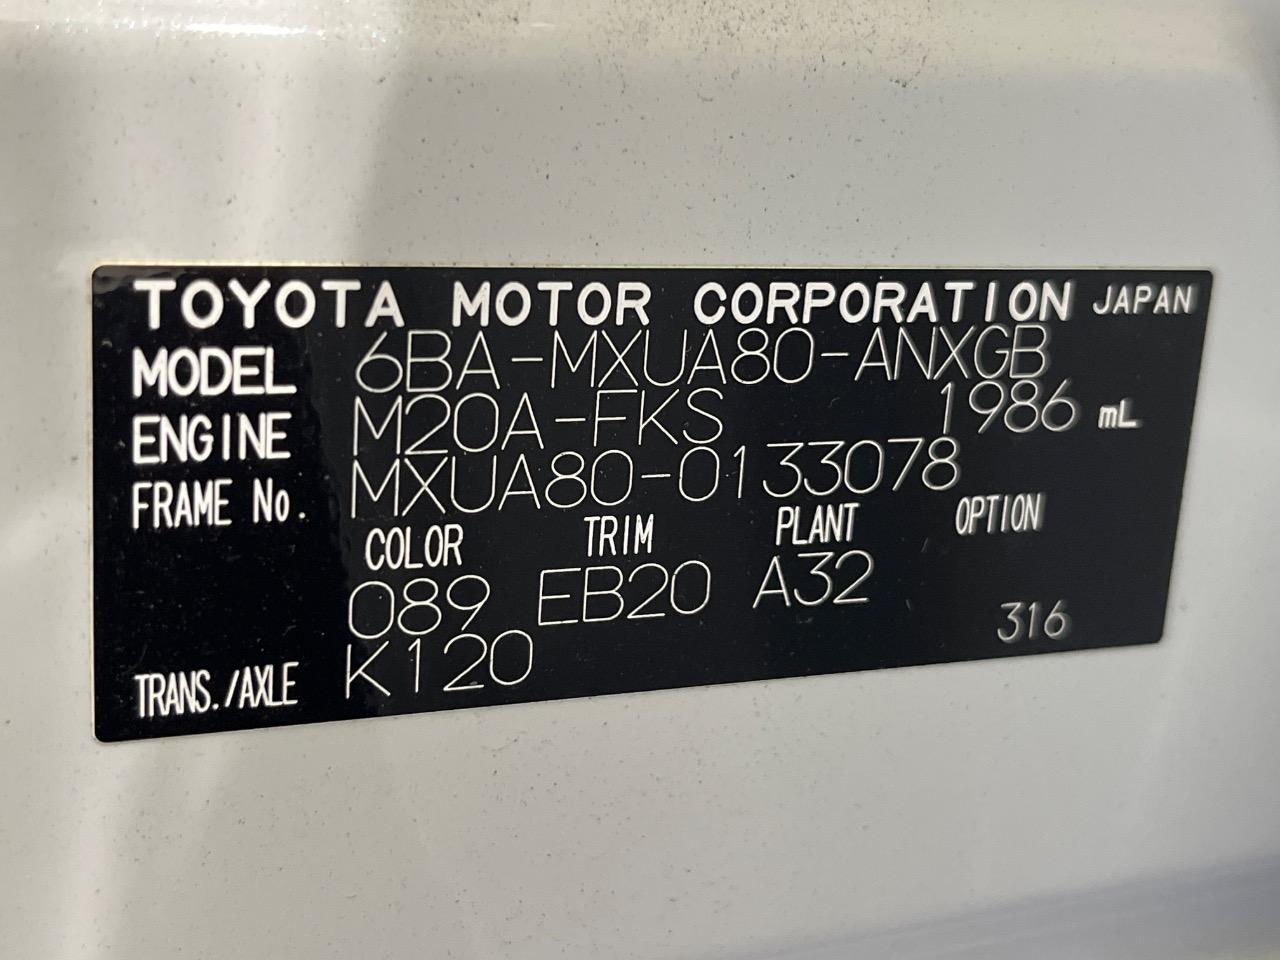 TOYOTA MOTOR CORPORATION JAPAN
MODEL 6BA-MXUA80-ANXGB
ENGINE M20A-FKS 1986 mL
FRAME No. MXUA80-0133078
COLOR TRIM PLANT OPTION
089 EB20 A32
TRANS./AXLE K120 316